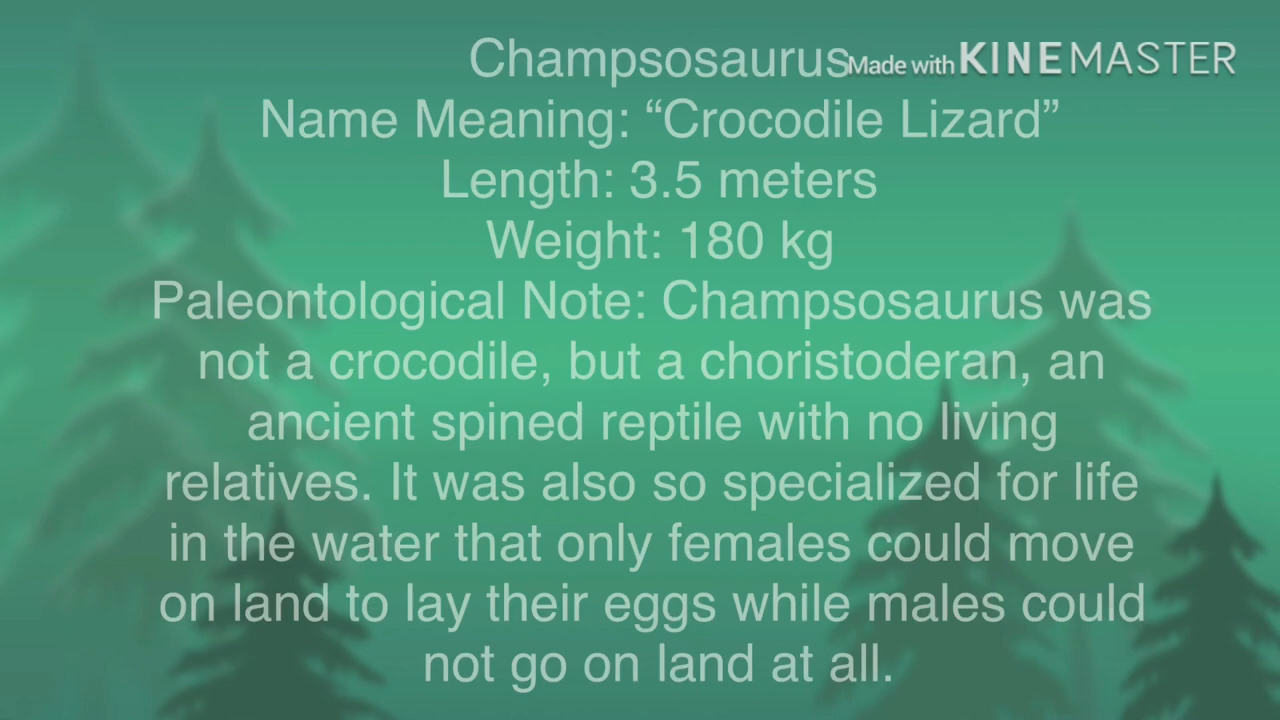 Champsosaurus
Made with KINEMASTER
Name Meaning: “Crocodile Lizard”
Length: 3.5 meters
Weight: 180 kg
Paleontological Note: Champsosaurus was
not a crocodile, but a choristoderan, an
ancient spined reptile with no living
relatives. It was also so specialized for life
in the water that only females could move
on land to lay their eggs while males could
not go on land at all.